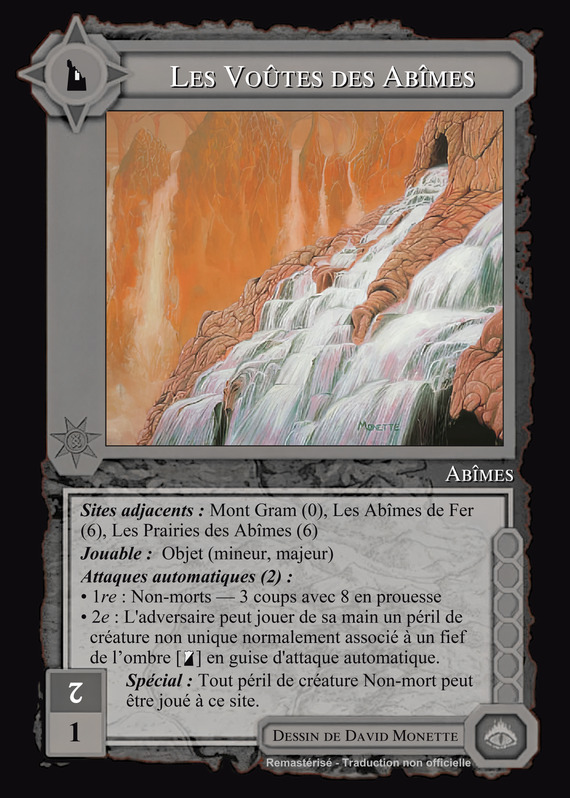 Les Voûtes des Abîmes
Monette
Abîmes
Sites adjacents : Mont Gram (0), Les Abîmes de Fer
(6), Les Prairies des Abîmes (6)
Jouable : Objet (mineur, majeur)
Attaques automatiques (2) :
• 1re : Non-morts — 3 coups avec 8 en prouesse
• 2e : L'adversaire peut jouer de sa main un péril de
créature non unique normalement associé à un fief
de l’ombre [ ] en guise d'attaque automatique.
Spécial : Tout péril de créature Non-mort peut
être joué à ce site.
2
1
Dessin de David Monette
Remastérisé - Traduction non officielle